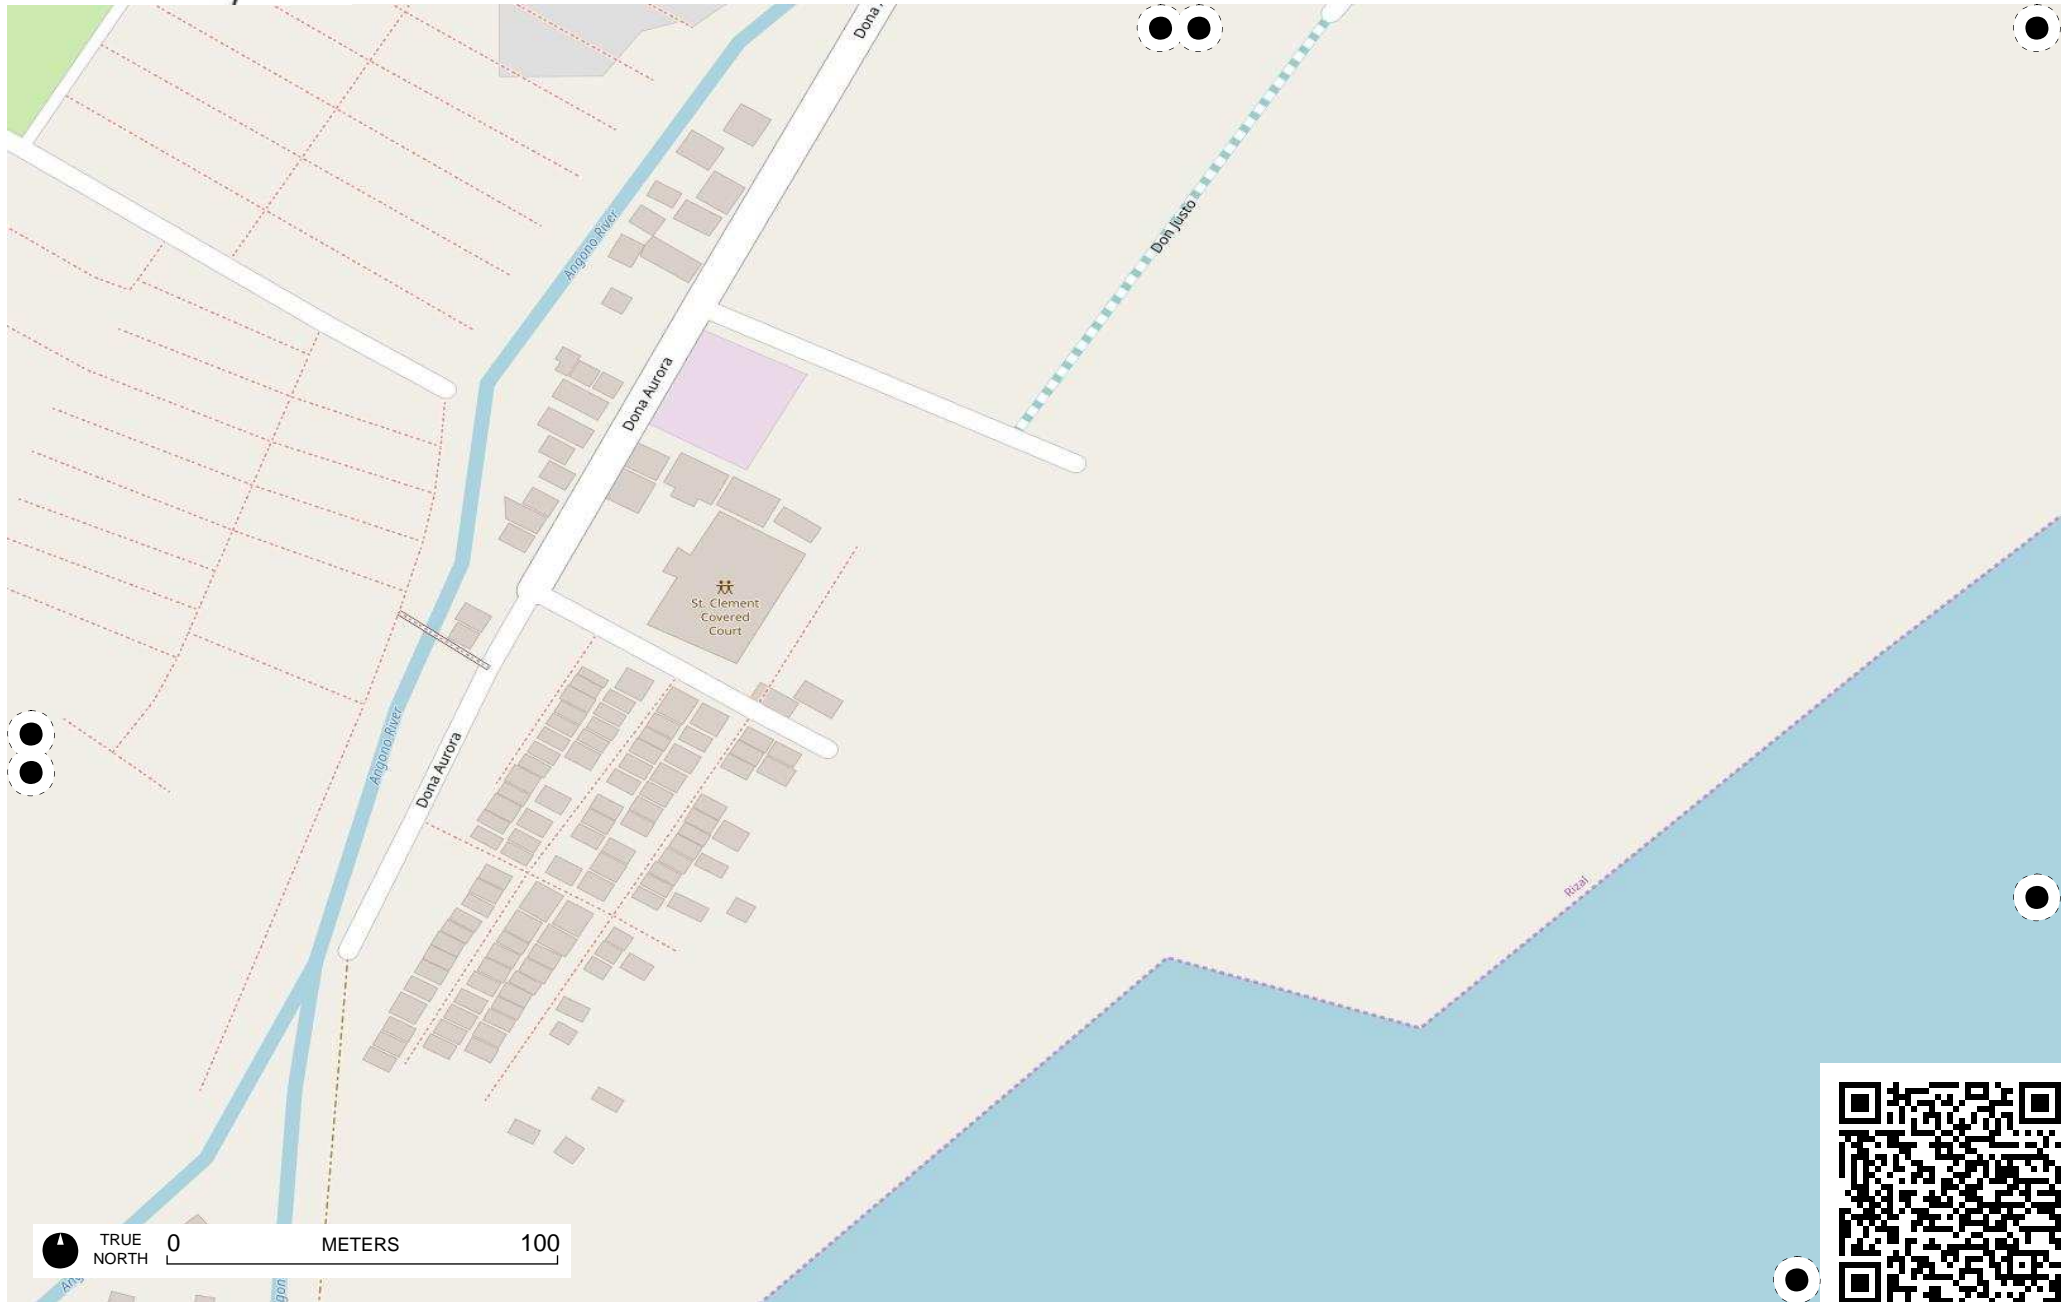 Dona
Angono River
Don Justo
Dona Aurora
St. Clement
Covered
Court
Angono River
Dona Aurora
Rizal
TRUE
NORTH
0 METERS 100